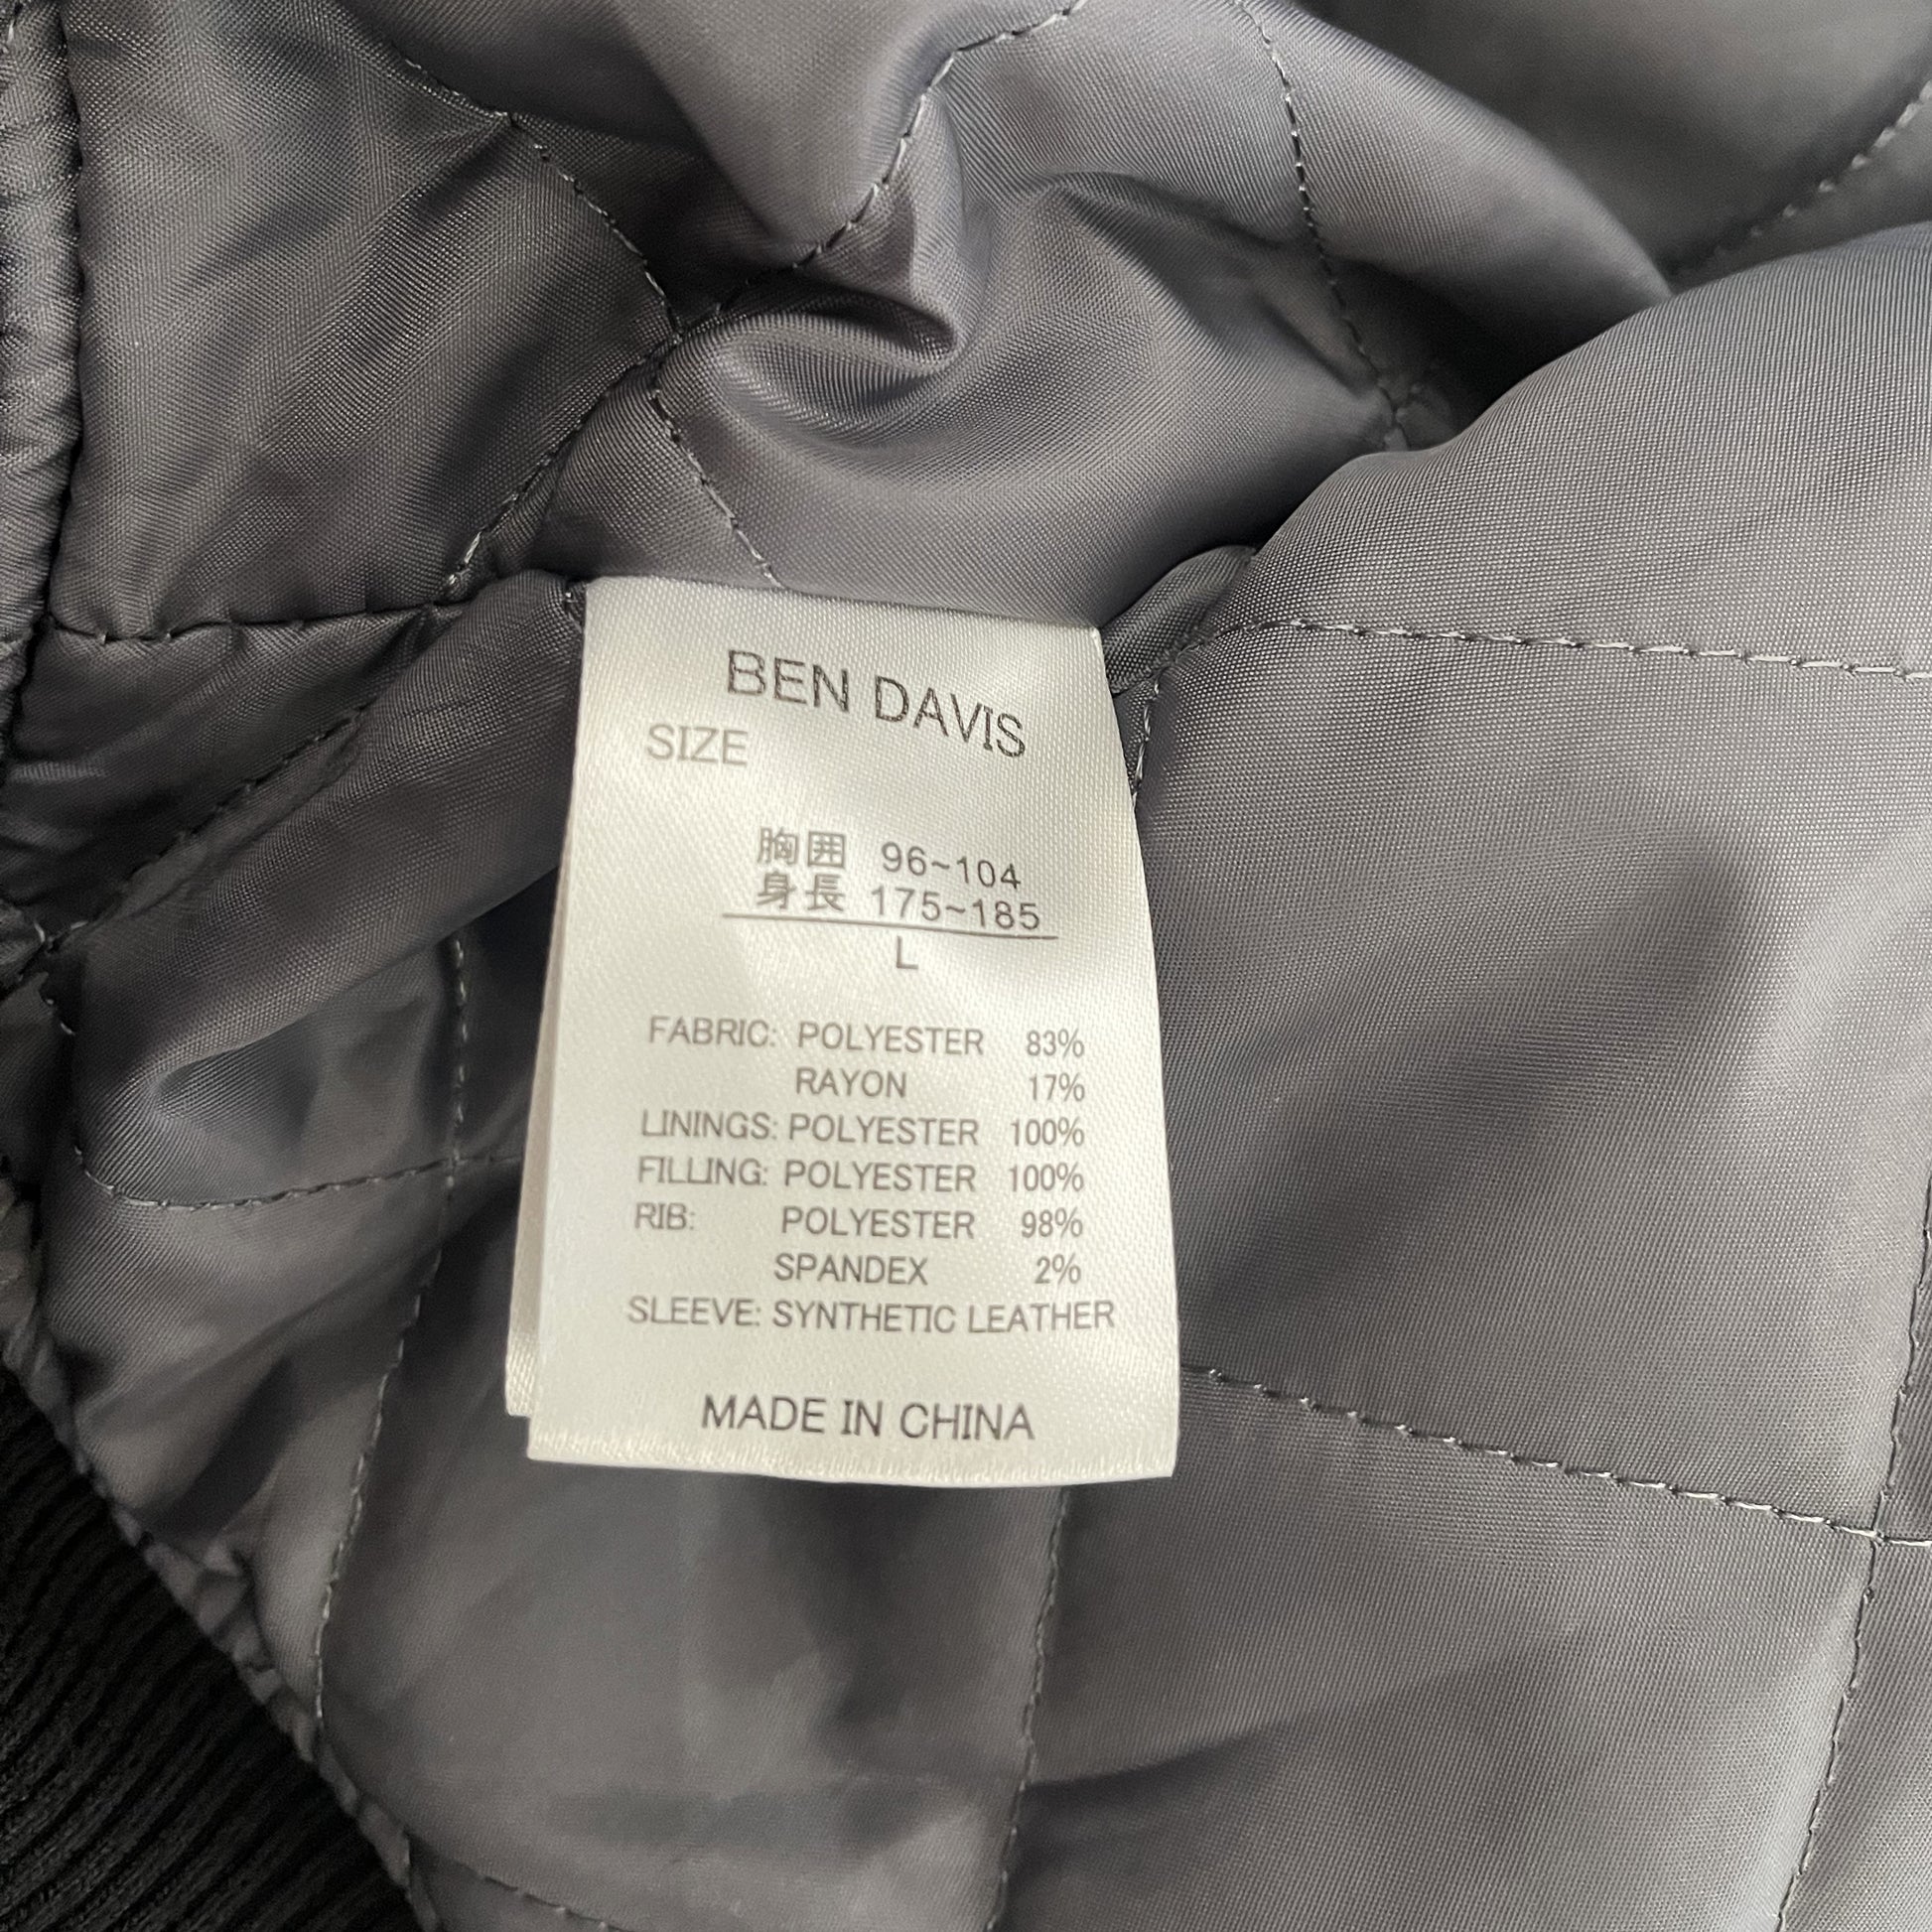 BEN DAVIS
SIZE
胸囲 96~104
身長 175~185
L
FABRIC: POLYESTER 83%
RAYON 17%
LININGS: POLYESTER 100%
FILLING: POLYESTER 100%
RIB: POLYESTER 98%
SPANDEX 2%
SLEEVE: SYNTHETIC LEATHER
MADE IN CHINA